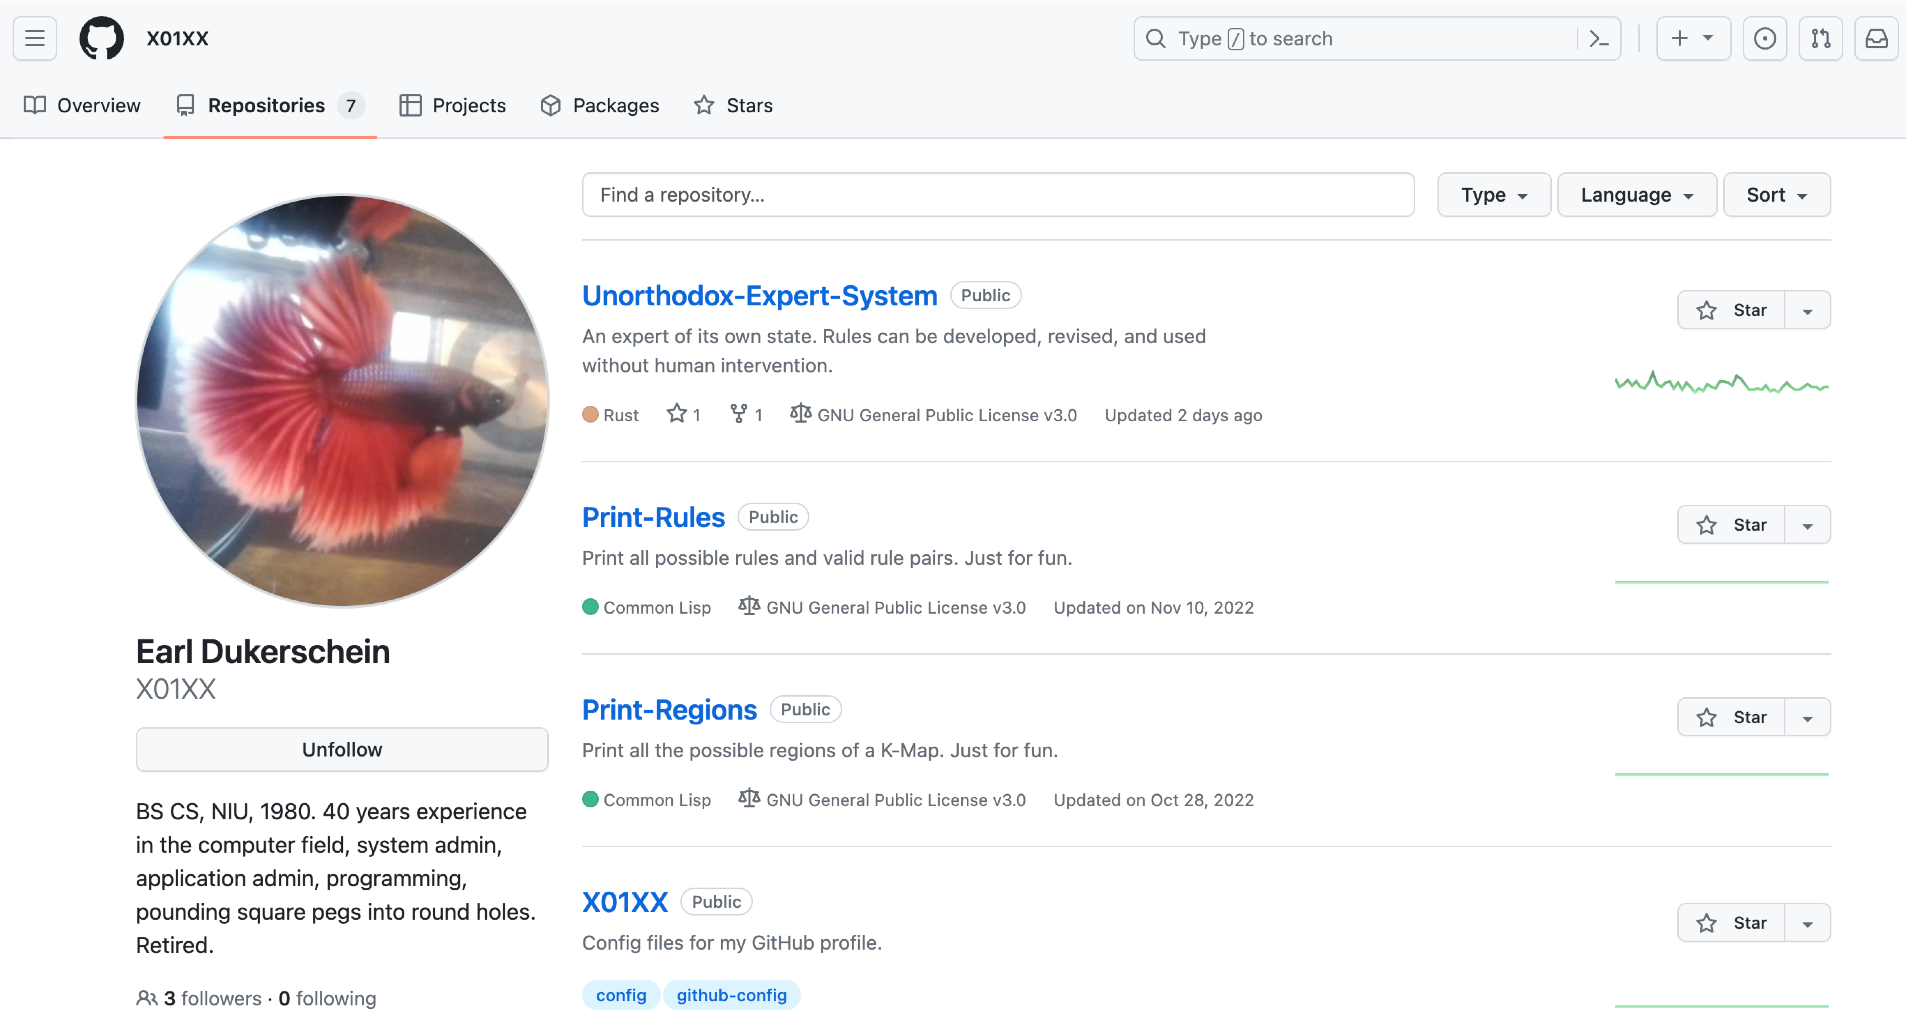 X01XX
Type / to search
Overview
Repositories 7
Projects
Packages
Stars
Find a repository...
Type
Language
Sort
Earl Dukerschein
X01XX
Unfollow
BS CS, NIU, 1980. 40 years experience
in the computer field, system admin,
application admin, programming,
pounding square pegs into round holes.
Retired.
3 followers · 0 following
Unorthodox-Expert-System Public
Star
An expert of its own state. Rules can be developed, revised, and used
without human intervention.
Rust 1 1 GNU General Public License v3.0 Updated 2 days ago
Print-Rules Public
Star
Print all possible rules and valid rule pairs. Just for fun.
Common Lisp GNU General Public License v3.0 Updated on Nov 10, 2022
Print-Regions Public
Star
Print all the possible regions of a K-Map. Just for fun.
Common Lisp GNU General Public License v3.0 Updated on Oct 28, 2022
X01XX Public
Star
Config files for my GitHub profile.
config github-config